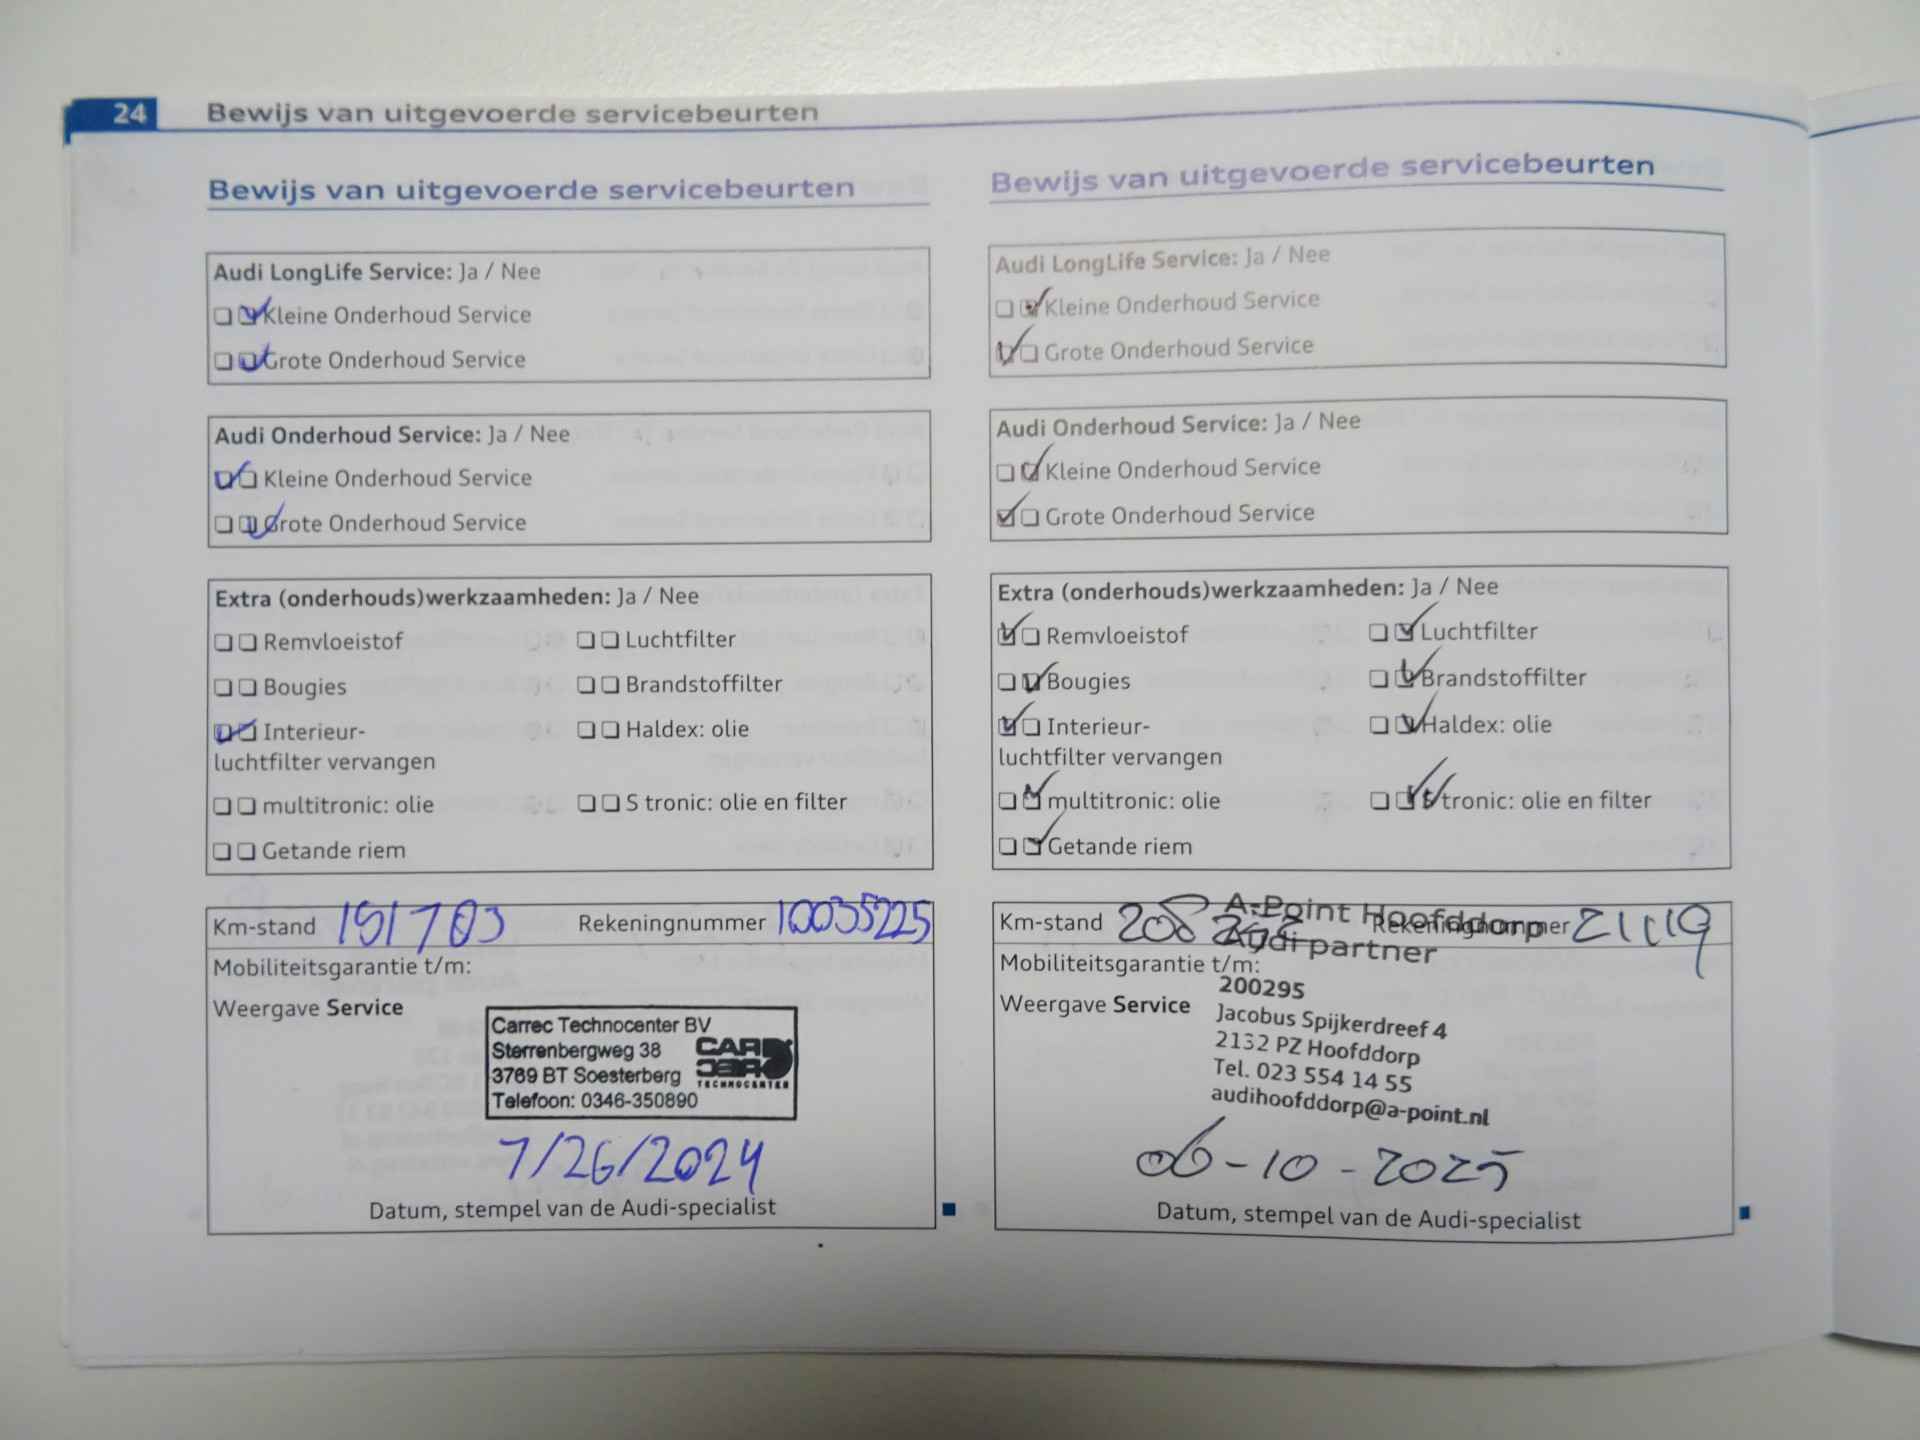 24 Bewijs van uitgevoerde servicebeurten
Bewijs van uitgevoerde servicebeurten
Audi LongLife Service: Ja / Nee
Kleine Onderhoud Service
Grote Onderhoud Service
Audi Onderhoud Service: Ja / Nee
Kleine Onderhoud Service
Grote Onderhoud Service
Extra (onderhouds)werkzaamheden: Ja / Nee
Remvloeistof Luchtfilter
Bougies Brandstoffilter
Interieur- Haldex: olie
luchtfilter vervangen
multitronic: olie S tronic: olie en filter
Getande riem
Km-stand 191703 Rekeningnummer 10035225
Mobiliteitsgarantie t/m:
Weergave Service
Carrec Technocenter BV
Sterrenbergweg 38
3769 BT Soesterberg
Telefoon: 0346-350890
CAR REC
TECHNOCENTER
7/26/2024
Datum, stempel van de Audi-specialist
Bewijs van uitgevoerde servicebeurten
Audi LongLife Service: Ja / Nee
Kleine Onderhoud Service
Grote Onderhoud Service
Audi Onderhoud Service: Ja / Nee
Kleine Onderhoud Service
Grote Onderhoud Service
Extra (onderhouds)werkzaamheden: Ja / Nee
Remvloeistof Luchtfilter
Bougies Brandstoffilter
Interieur- Haldex: olie
luchtfilter vervangen
multitronic: olie S tronic: olie en filter
Getande riem
Km-stand Rekeningnummer 21119
A-Point Hoofddorp
Audi partner
Mobiliteitsgarantie t/m:
Weergave Service
200295
Jacobus Spijkerdreef 4
2132 PZ Hoofddorp
Tel. 023 554 14 55
audihoofddorp@a-point.nl
06-10-2025
Datum, stempel van de Audi-specialist